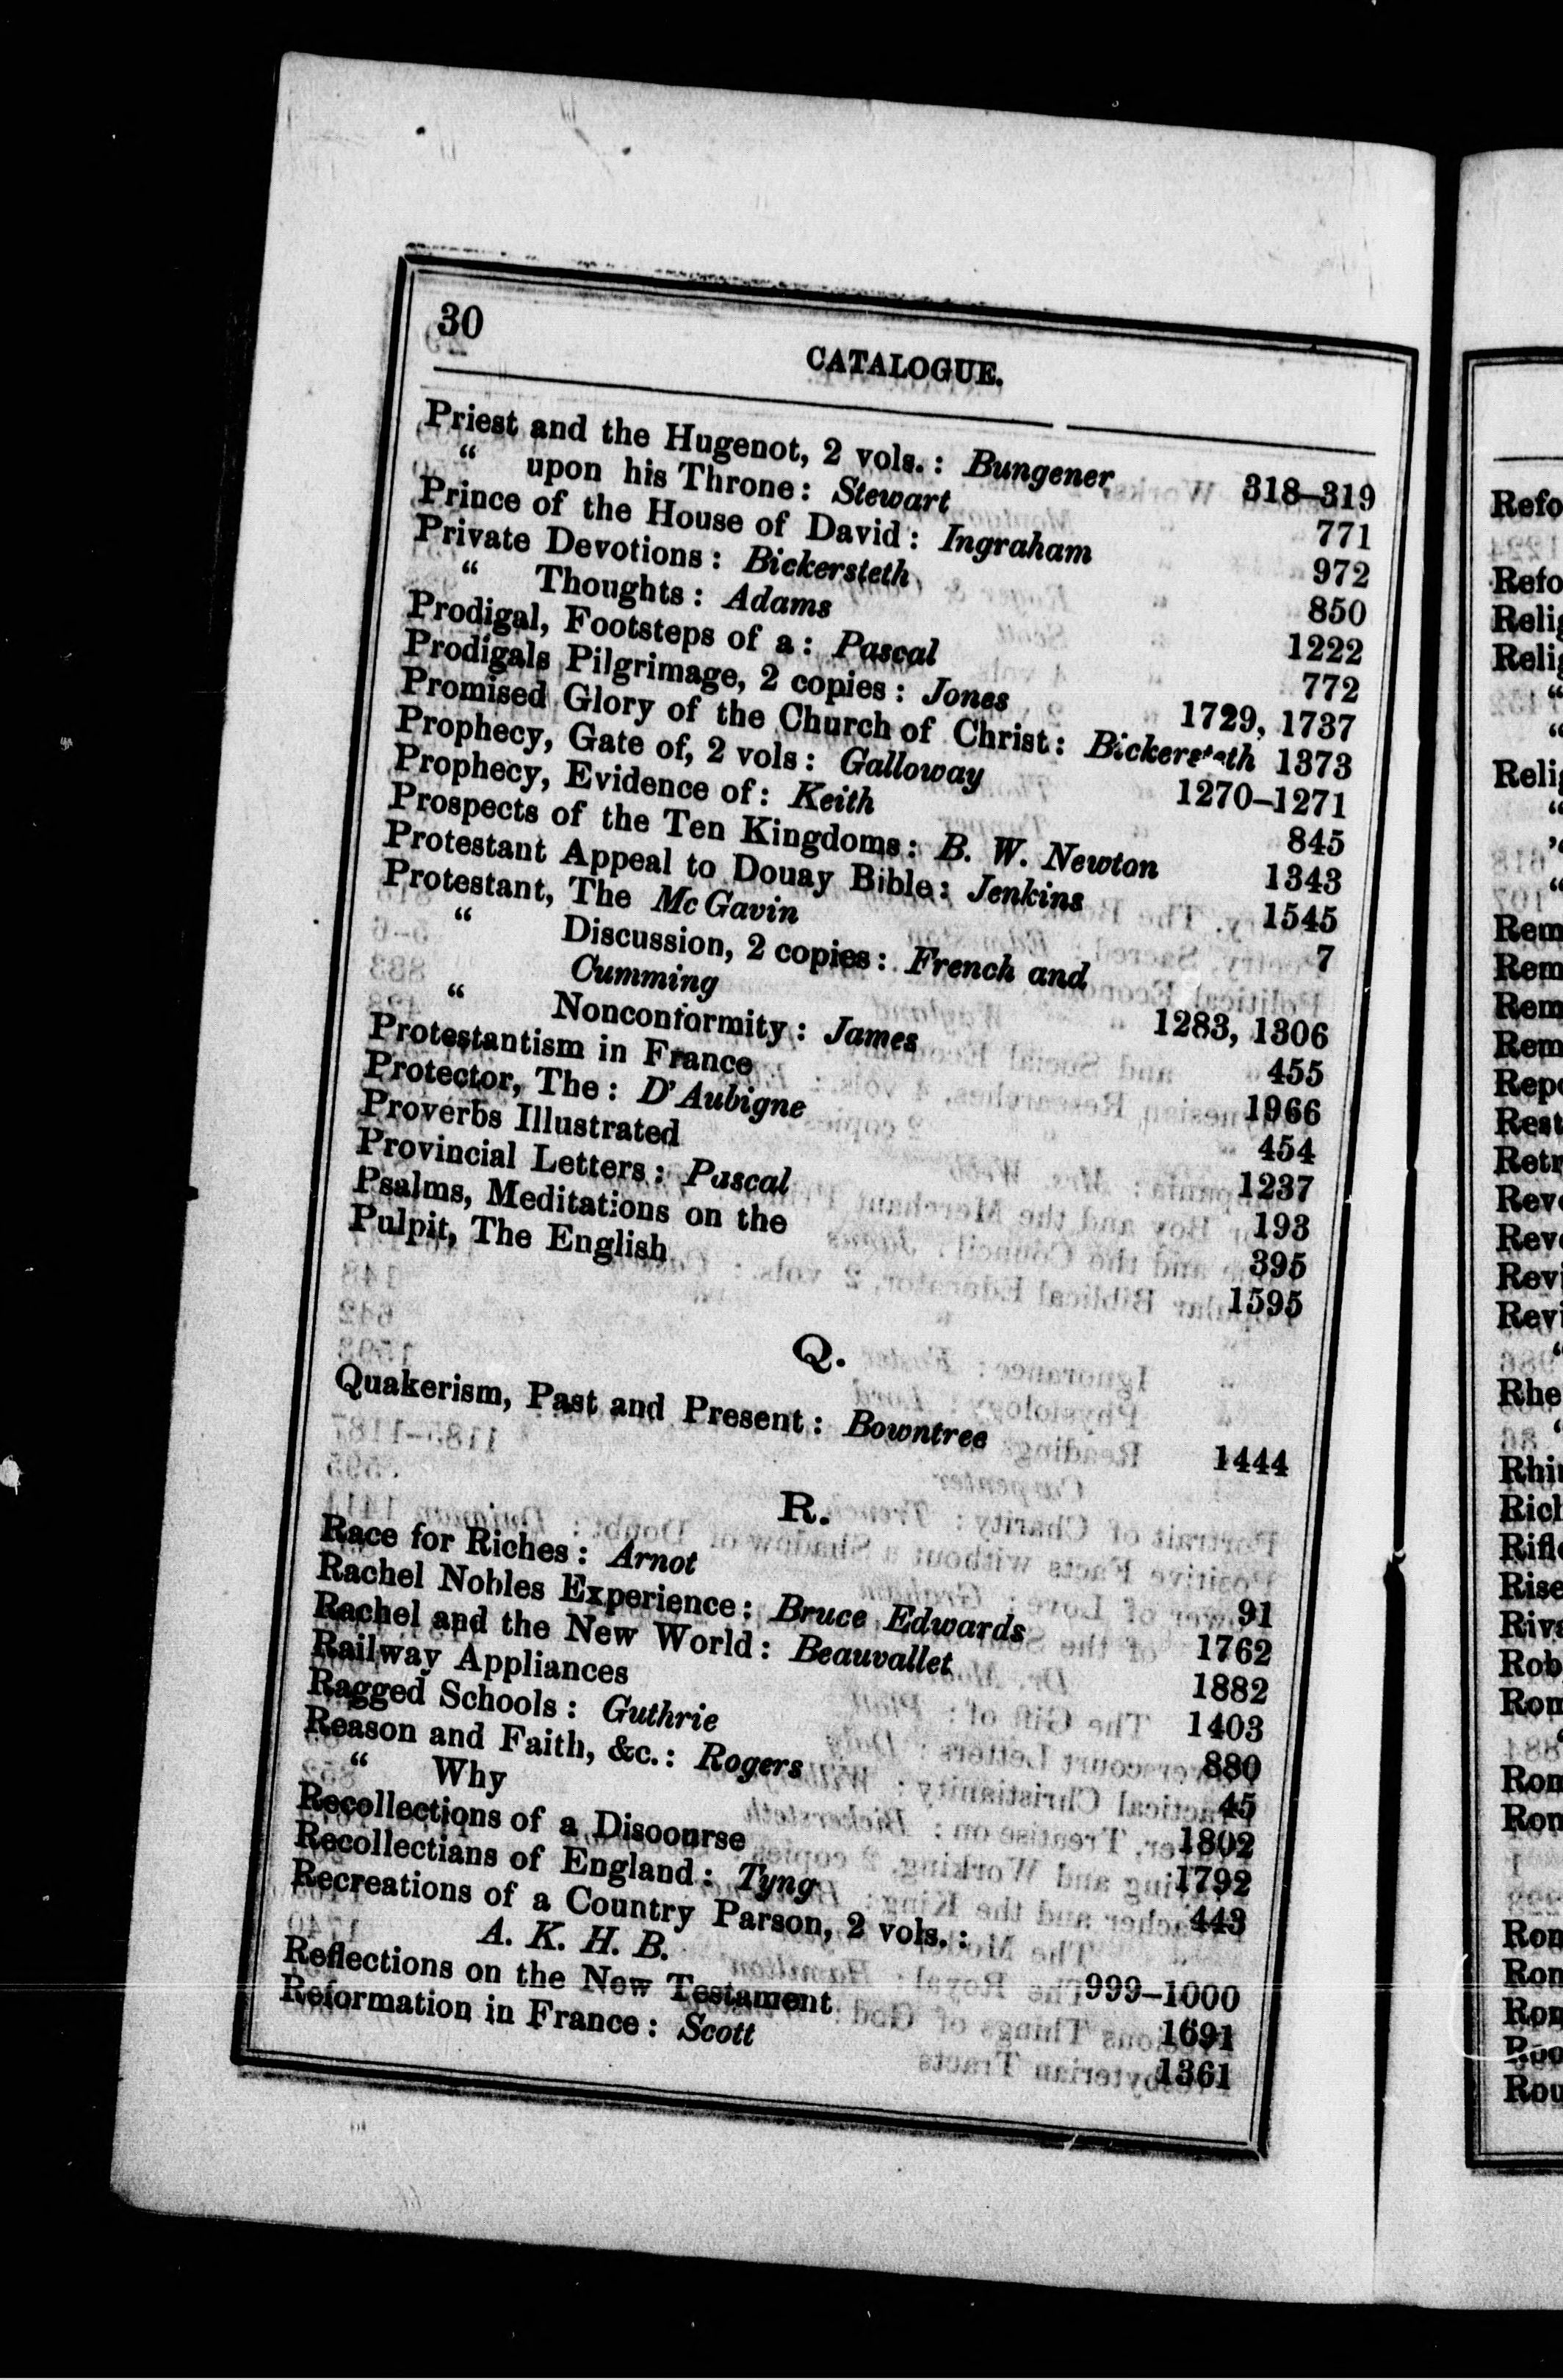 30
CATALOGUE.
Priest and the Hugenot, 2 vols. : Bungener 318–319
“ upon his Throne : Stewart 771
Prince of the House of David : Ingraham 972
Private Devotions : Bickersteth 850
“ Thoughts : Adams 1222
Prodigal, Footsteps of a : Pascal 772
Prodigals Pilgrimage, 2 copies : Jones 1729, 1737
Promised Glory of the Church of Christ : Bickersteth 1373
Prophecy, Gate of, 2 vols : Galloway 1270–1271
Prophecy, Evidence of : Keith 845
Prospects of the Ten Kingdoms : B. W. Newton 1343
Protestant Appeal to Douay Bible : Jenkins 1545
Protestant, The McGavin 7
“ Discussion, 2 copies : French and
Cumming 1283, 1306
“ Nonconformity : James 455
Protestantism in France 1966
Protector, The : D'Aubigne 454
Proverbs Illustrated 1237
Provincial Letters : Pascal 193
Psalms, Meditations on the 395
Pulpit, The English 1595
Q.
Quakerism, Past and Present : Bowntree 1444
R.
Race for Riches : Arnot 91
Rachel Nobles Experience : Bruce Edwards 1762
Rachel and the New World : Beauvallet 1882
Railway Appliances 1403
Ragged Schools : Guthrie 880
Reason and Faith, &c. : Rogers 45
“ Why 1802
Recollections of a Disoourse 1792
Recollectians of England : Tyng 443
Recreations of a Country Parson, 2 vols. :
A. K. H. B. 999–1000
Reflections on the New Testament 1691
Reformation in France : Scott 1361